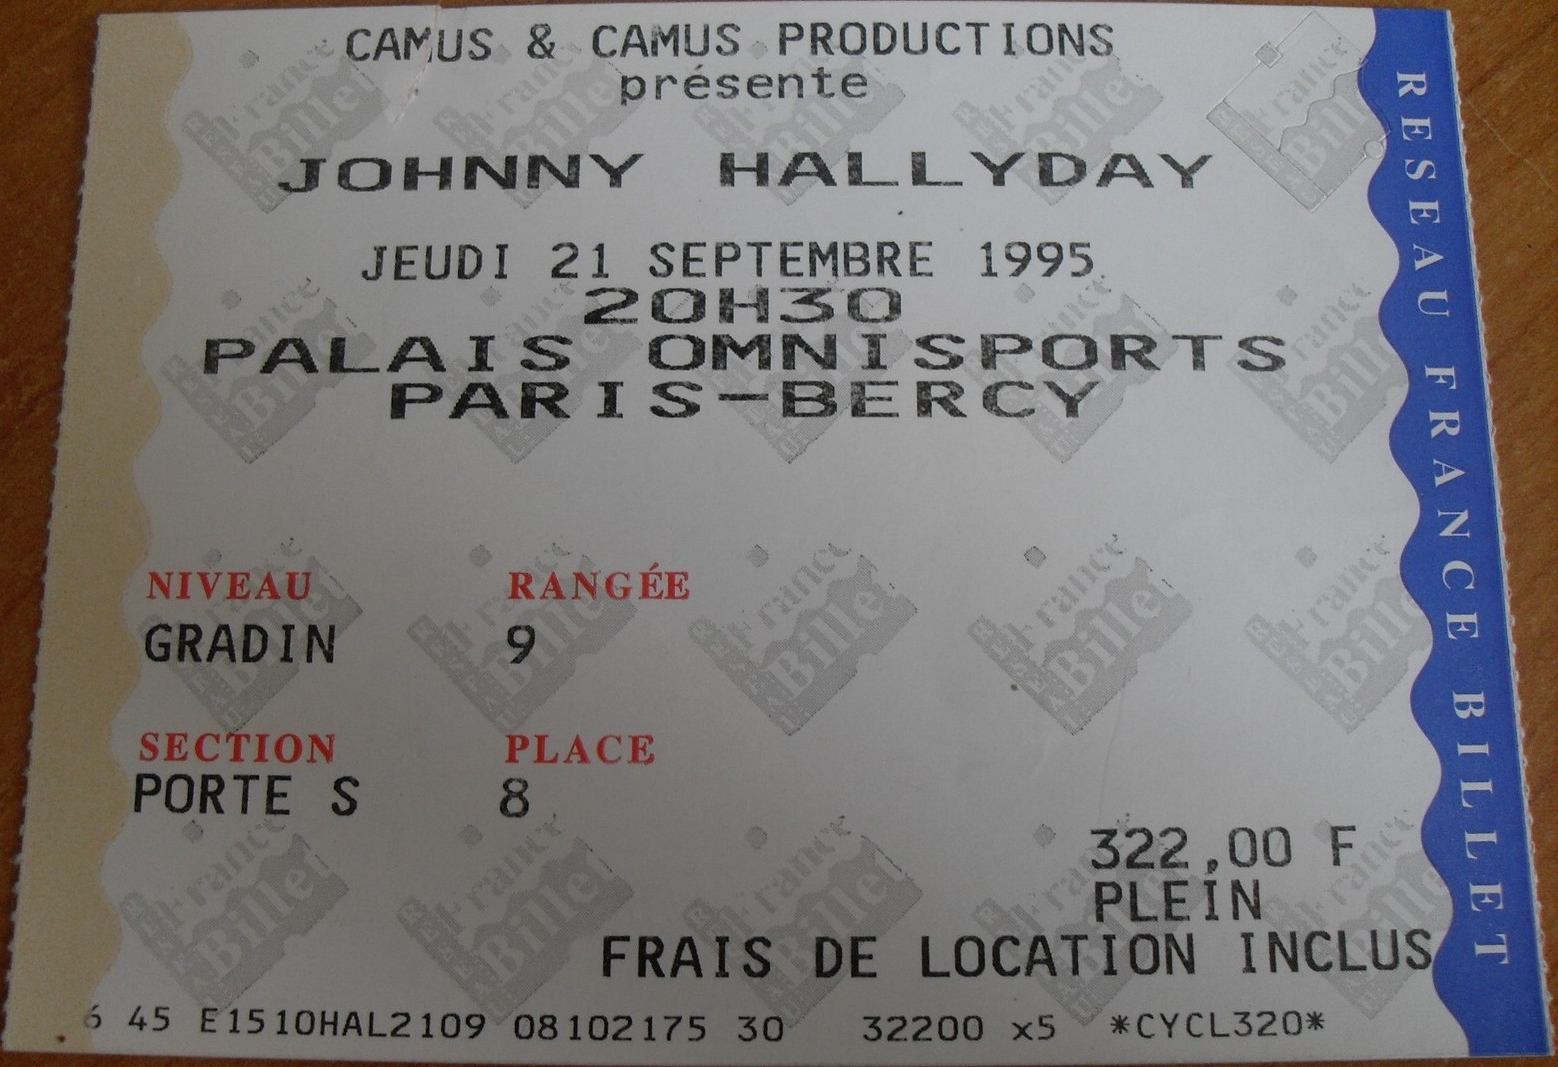 CAMUS & CAMUS PRODUCTIONS
présente
JOHNNY HALLYDAY
JEUDI 21 SEPTEMBRE 1995
20H30
PALAIS OMNISPORTS
PARIS-BERCY
NIVEAU RANGÉE
GRADIN 9
SECTION PLACE
PORTE S 8
322,00 F
PLEIN
FRAIS DE LOCATION INCLUS
6 45 E1510HAL2109 08102175 30 32200 x5 *CYCL320*
RESEAU FRANCE BILLET